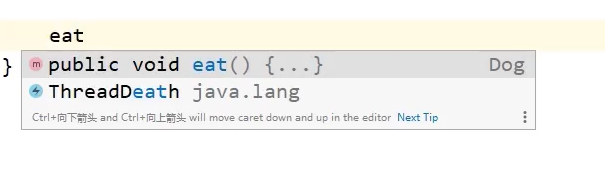 eat
}
m public void eat() {...} Dog
ThreadDeath java.lang
Ctrl+向下箭头 and Ctrl+向上箭头 will move caret down and up in the editor Next Tip